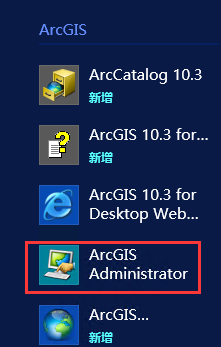 ArcGIS
ArcCatalog 10.3
新增
ArcGIS 10.3 for...
新增
ArcGIS 10.3 for
Desktop Web...
ArcGIS
Administrator
ArcGIS...
新增